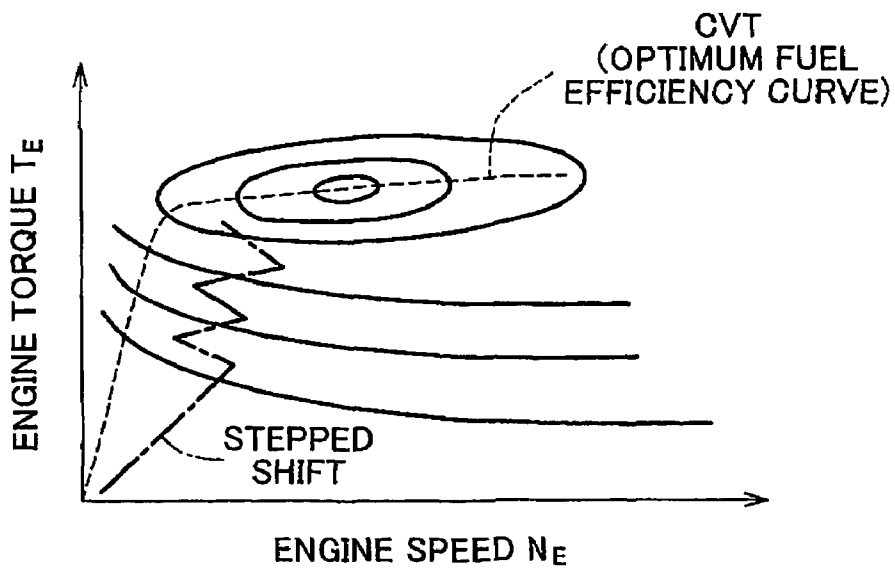 CVT
(OPTIMUM FUEL
EFFICIENCY CURVE)
ENGINE TORQUE TE
STEPPED
SHIFT
ENGINE SPEED NE